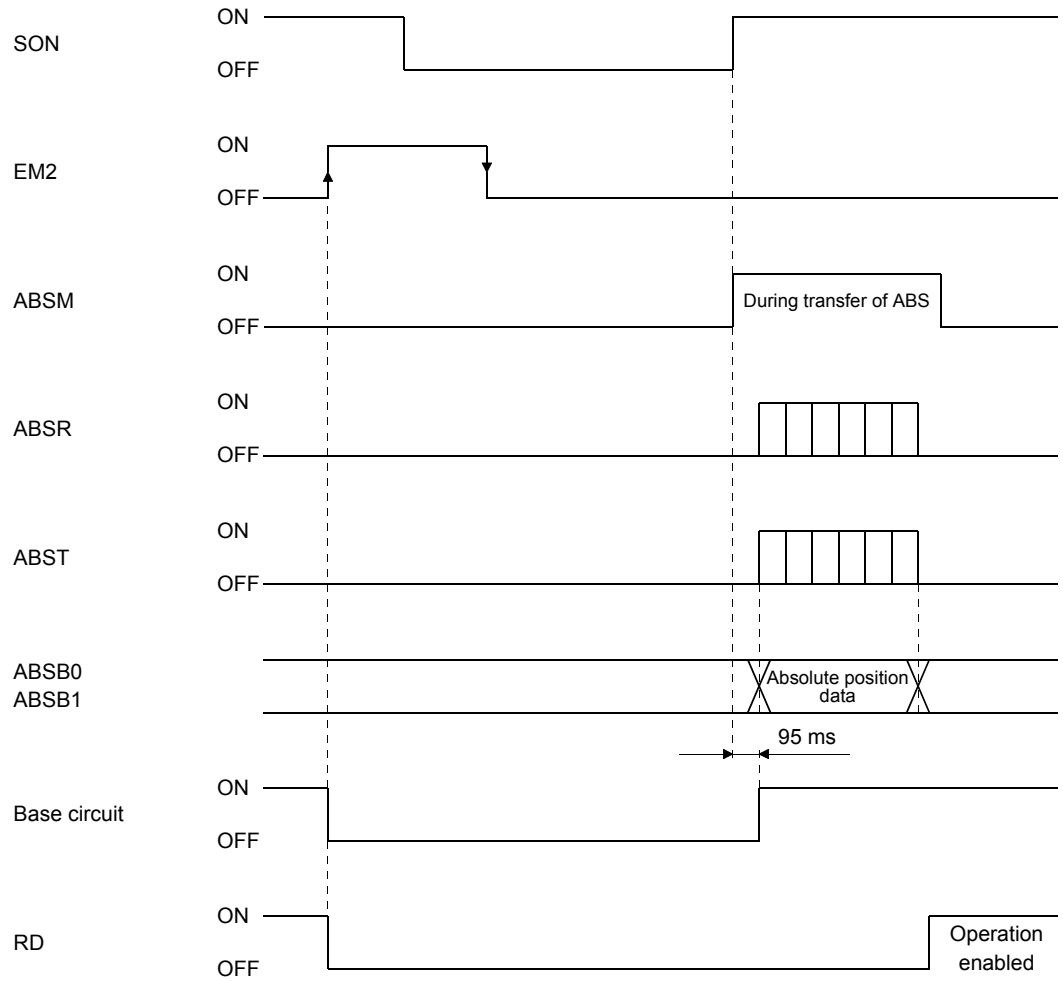 SON
ON
OFF
EM2
ON
OFF
ABSM
ON
OFF
During transfer of ABS
ABSR
ON
OFF
ABST
ON
OFF
ABSB0
ABSB1
Absolute position
data
95 ms
Base circuit
ON
OFF
RD
ON
OFF
Operation
enabled